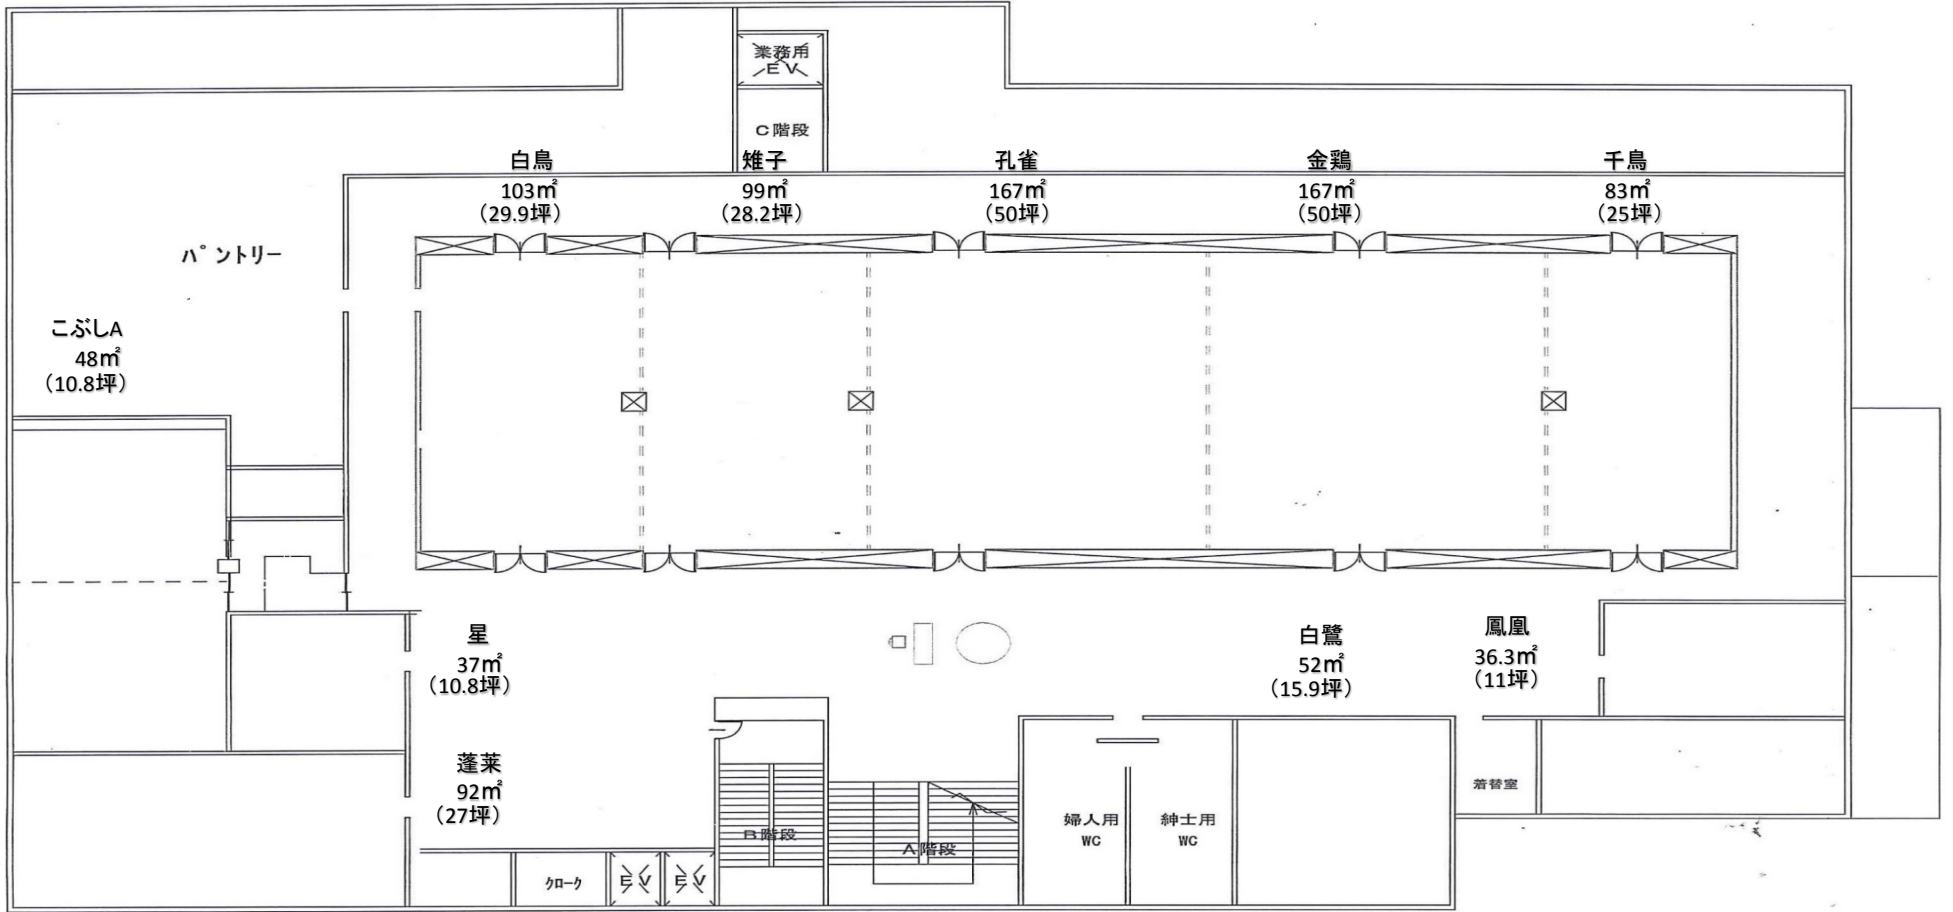 業務用
EV
C階段
白鳥
103㎡
（29.9坪）
雉子
99㎡
（28.2坪）
孔雀
167㎡
（50坪）
金鶏
167㎡
（50坪）
千鳥
83㎡
（25坪）
パントリー
こぶしA
48㎡
（10.8坪）
星
37㎡
（10.8坪）
白鷺
52㎡
（15.9坪）
鳳凰
36.3㎡
（11坪）
蓬莱
92㎡
（27坪）
着替室
B階段
A階段
婦人用
WC
紳士用
WC
クローク
EV
EV